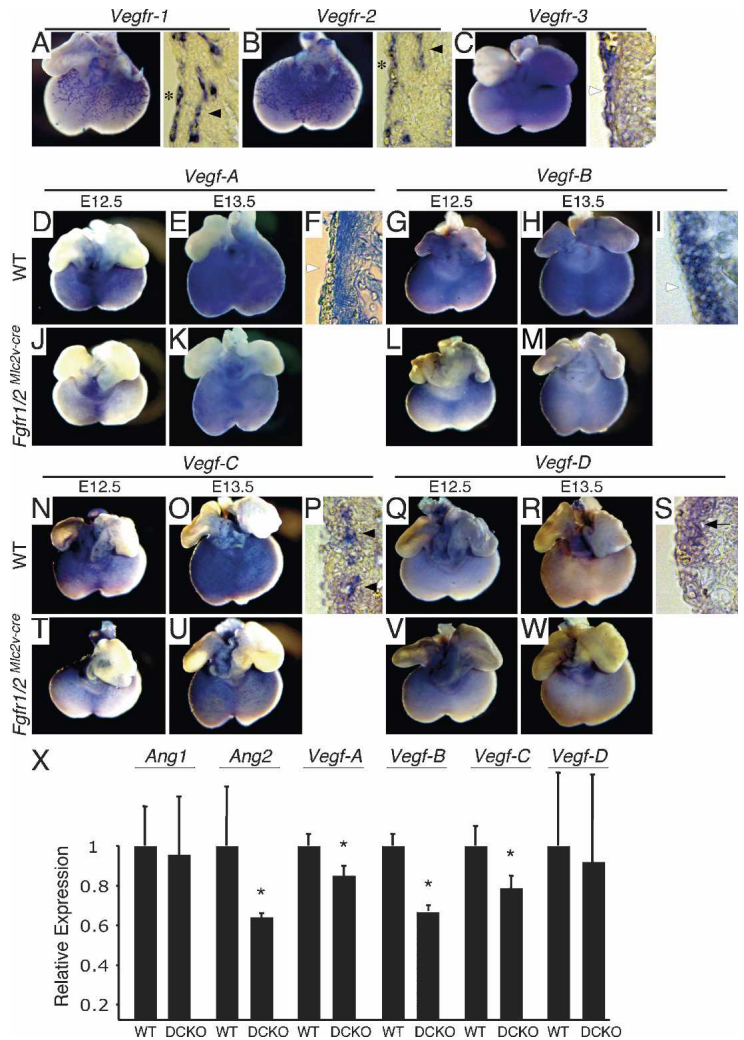 Vegfr-1 Vegfr-2 Vegfr-3
A B C
* *
Vegf-A Vegf-B
E12.5 E13.5 E12.5 E13.5
WT D E F G H I
Fgfr1/2 Mlc2v-cre J K L M
Vegf-C Vegf-D
E12.5 E13.5 E12.5 E13.5
WT N O P Q R S
Fgfr1/2 Mlc2v-cre T U V W
X
Ang1 Ang2 Vegf-A Vegf-B Vegf-C Vegf-D
Relative Expression
1
0.8
0.6
0.4
0.2
* * * *
WT DCKO WT DCKO WT DCKO WT DCKO WT DCKO WT DCKO